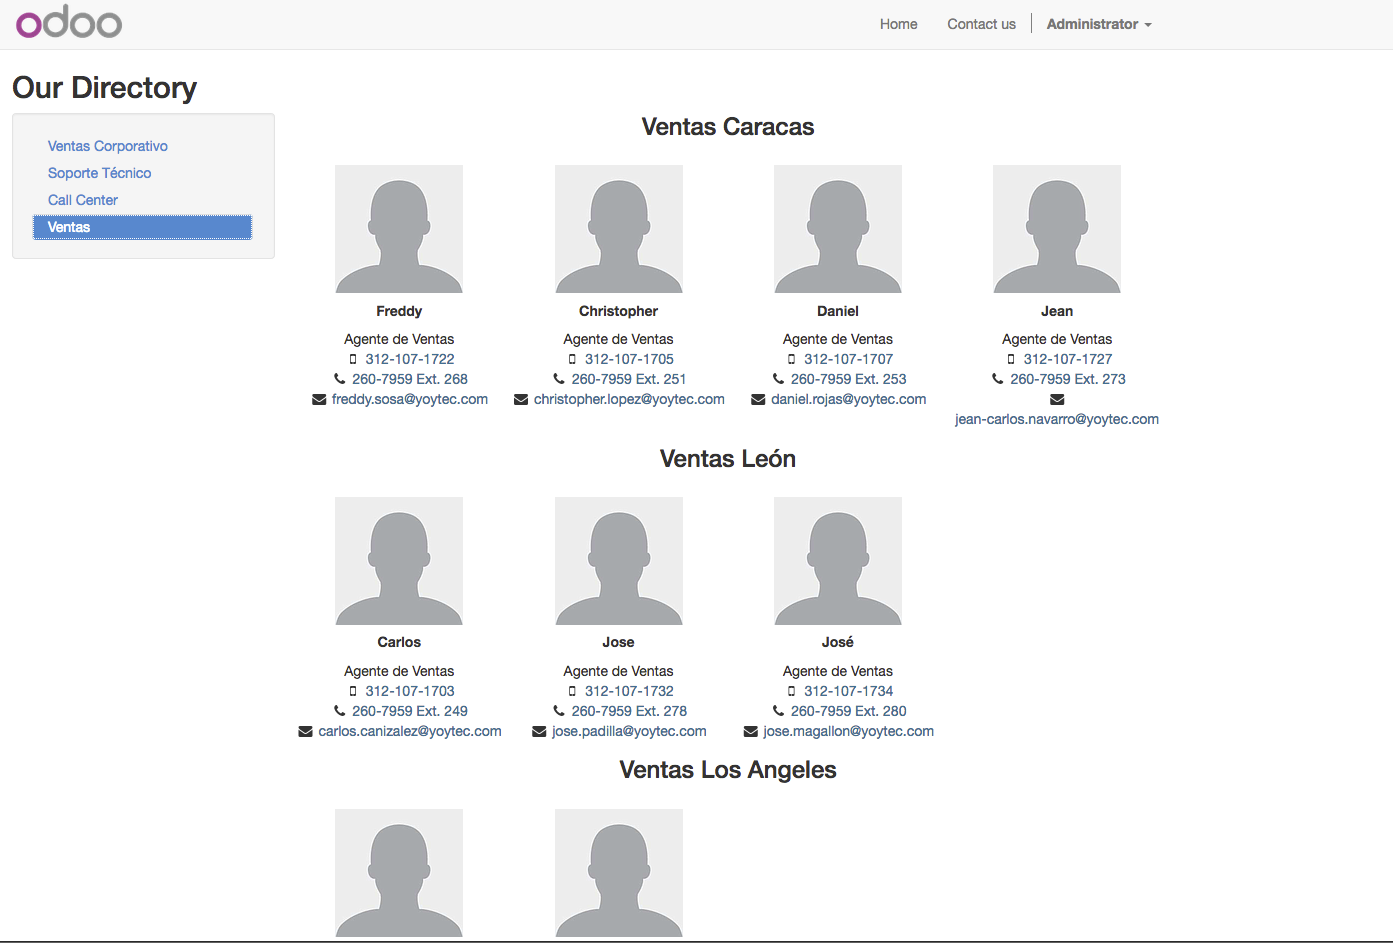 odoo
Home Contact us Administrator
Our Directory
Ventas Corporativo
Soporte Técnico
Call Center
Ventas
Ventas Caracas
Freddy Christopher Daniel Jean
Agente de Ventas Agente de Ventas Agente de Ventas Agente de Ventas
312-107-1722 312-107-1705 312-107-1707 312-107-1727
260-7959 Ext. 268 260-7959 Ext. 251 260-7959 Ext. 253 260-7959 Ext. 273
freddy.sosa@yoytec.com christopher.lopez@yoytec.com daniel.rojas@yoytec.com
jean-carlos.navarro@yoytec.com
Ventas León
Carlos Jose José
Agente de Ventas Agente de Ventas Agente de Ventas
312-107-1703 312-107-1732 312-107-1734
260-7959 Ext. 249 260-7959 Ext. 278 260-7959 Ext. 280
carlos.canizalez@yoytec.com jose.padilla@yoytec.com jose.magallon@yoytec.com
Ventas Los Angeles